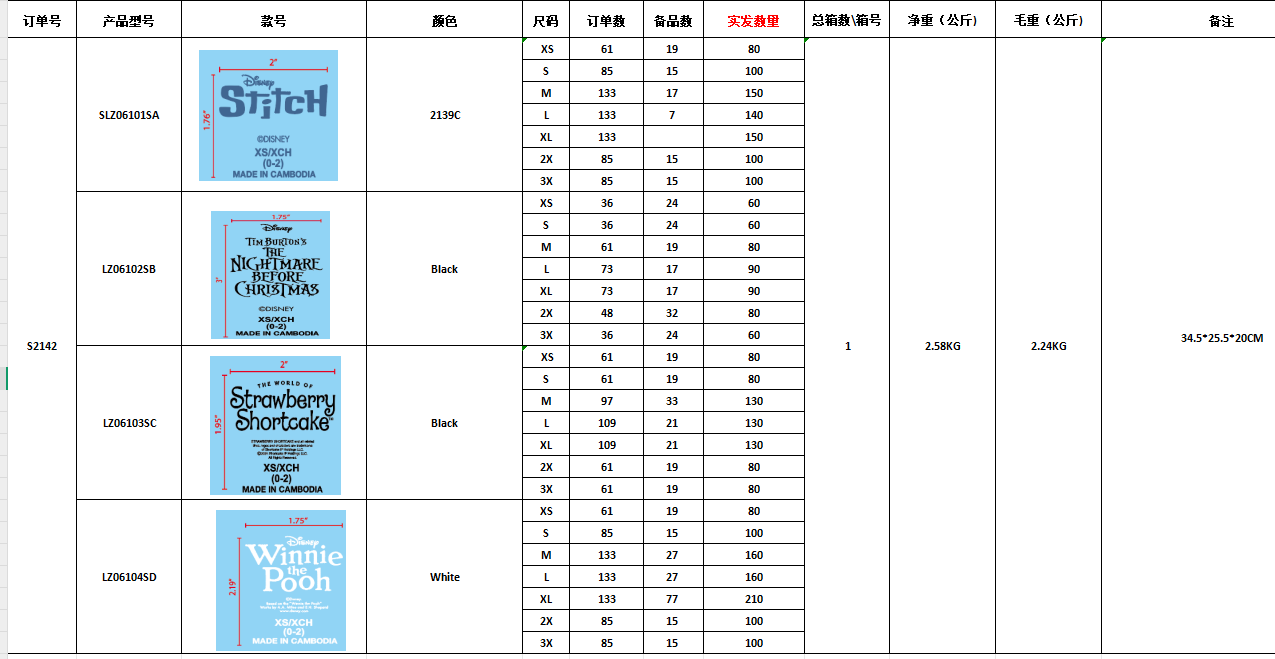 订单号 产品型号 款号 颜色 尺码 订单数 备品数 实发数量 总箱数\箱号 净重（公斤) 毛重（公斤) 备注
S2142 1 2.58KG 2.24KG 34.5*25.5*20CM
SLZ06101SA 2139C
2"
1.76"
Disney
Stitch
©DISNEY
XS/XCH
(0-2)
MADE IN CAMBODIA
XS 61 19 80
S 85 15 100
M 133 17 150
L 133 7 140
XL 133 150
2X 85 15 100
3X 85 15 100
LZ06102SB Black
1.75"
3"
Disney
TIM BURTON'S
THE
NIGHTMARE
BEFORE
CHRISTMAS
©DISNEY
XS/XCH
(0-2)
MADE IN CAMBODIA
XS 36 24 60
S 36 24 60
M 61 19 80
L 73 17 90
XL 73 17 90
2X 48 32 80
3X 36 24 60
LZ06103SC Black
2"
1.95"
THE WORLD OF
Strawberry
Shortcake™
XS/XCH
(0-2)
MADE IN CAMBODIA
XS 61 19 80
S 61 19 80
M 97 33 130
L 109 21 130
XL 109 21 130
2X 61 19 80
3X 61 19 80
LZ06104SD White
1.75"
2.19"
Disney
Winnie
the
Pooh
XS/XCH
(0-2)
MADE IN CAMBODIA
XS 61 19 80
S 85 15 100
M 133 27 160
L 133 27 160
XL 133 77 210
2X 85 15 100
3X 85 15 100